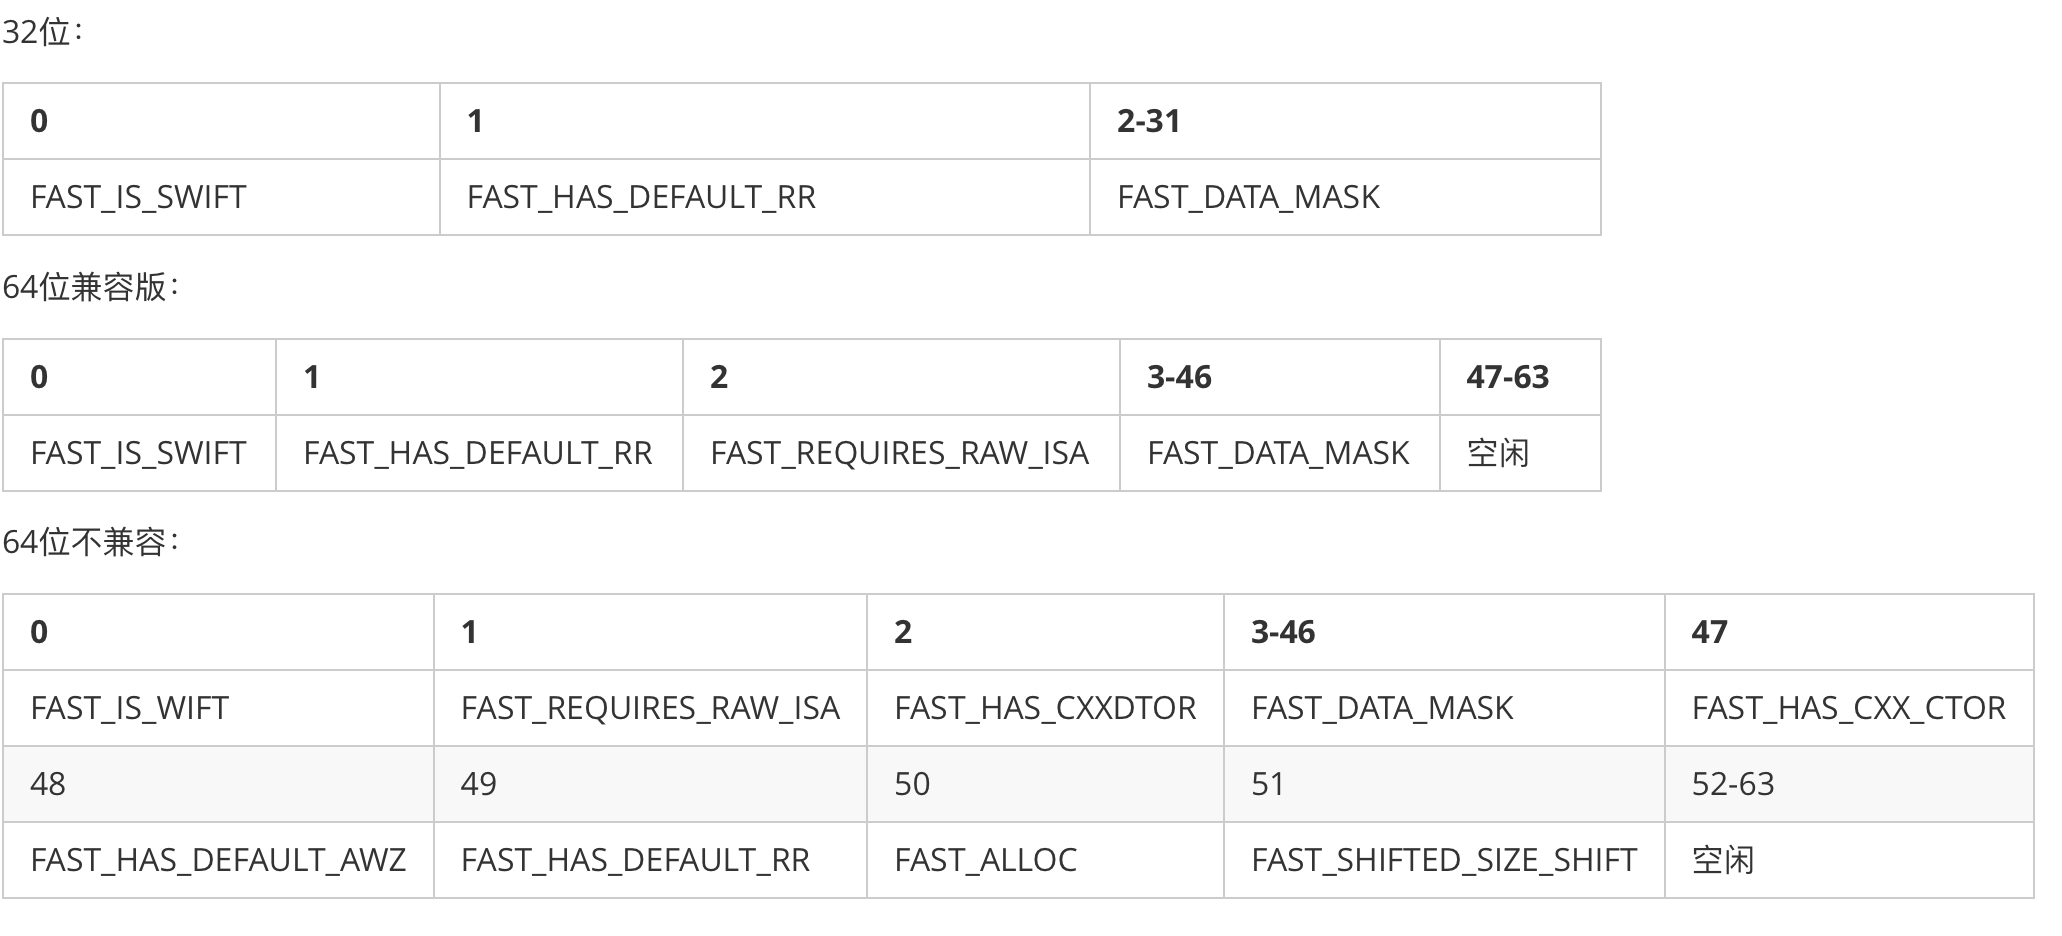 32位：
0 1 2-31
FAST_IS_SWIFT FAST_HAS_DEFAULT_RR FAST_DATA_MASK
64位兼容版：
0 1 2 3-46 47-63
FAST_IS_SWIFT FAST_HAS_DEFAULT_RR FAST_REQUIRES_RAW_ISA FAST_DATA_MASK 空闲
64位不兼容：
0 1 2 3-46 47
FAST_IS_WIFT FAST_REQUIRES_RAW_ISA FAST_HAS_CXXDTOR FAST_DATA_MASK FAST_HAS_CXX_CTOR
48 49 50 51 52-63
FAST_HAS_DEFAULT_AWZ FAST_HAS_DEFAULT_RR FAST_ALLOC FAST_SHIFTED_SIZE_SHIFT 空闲